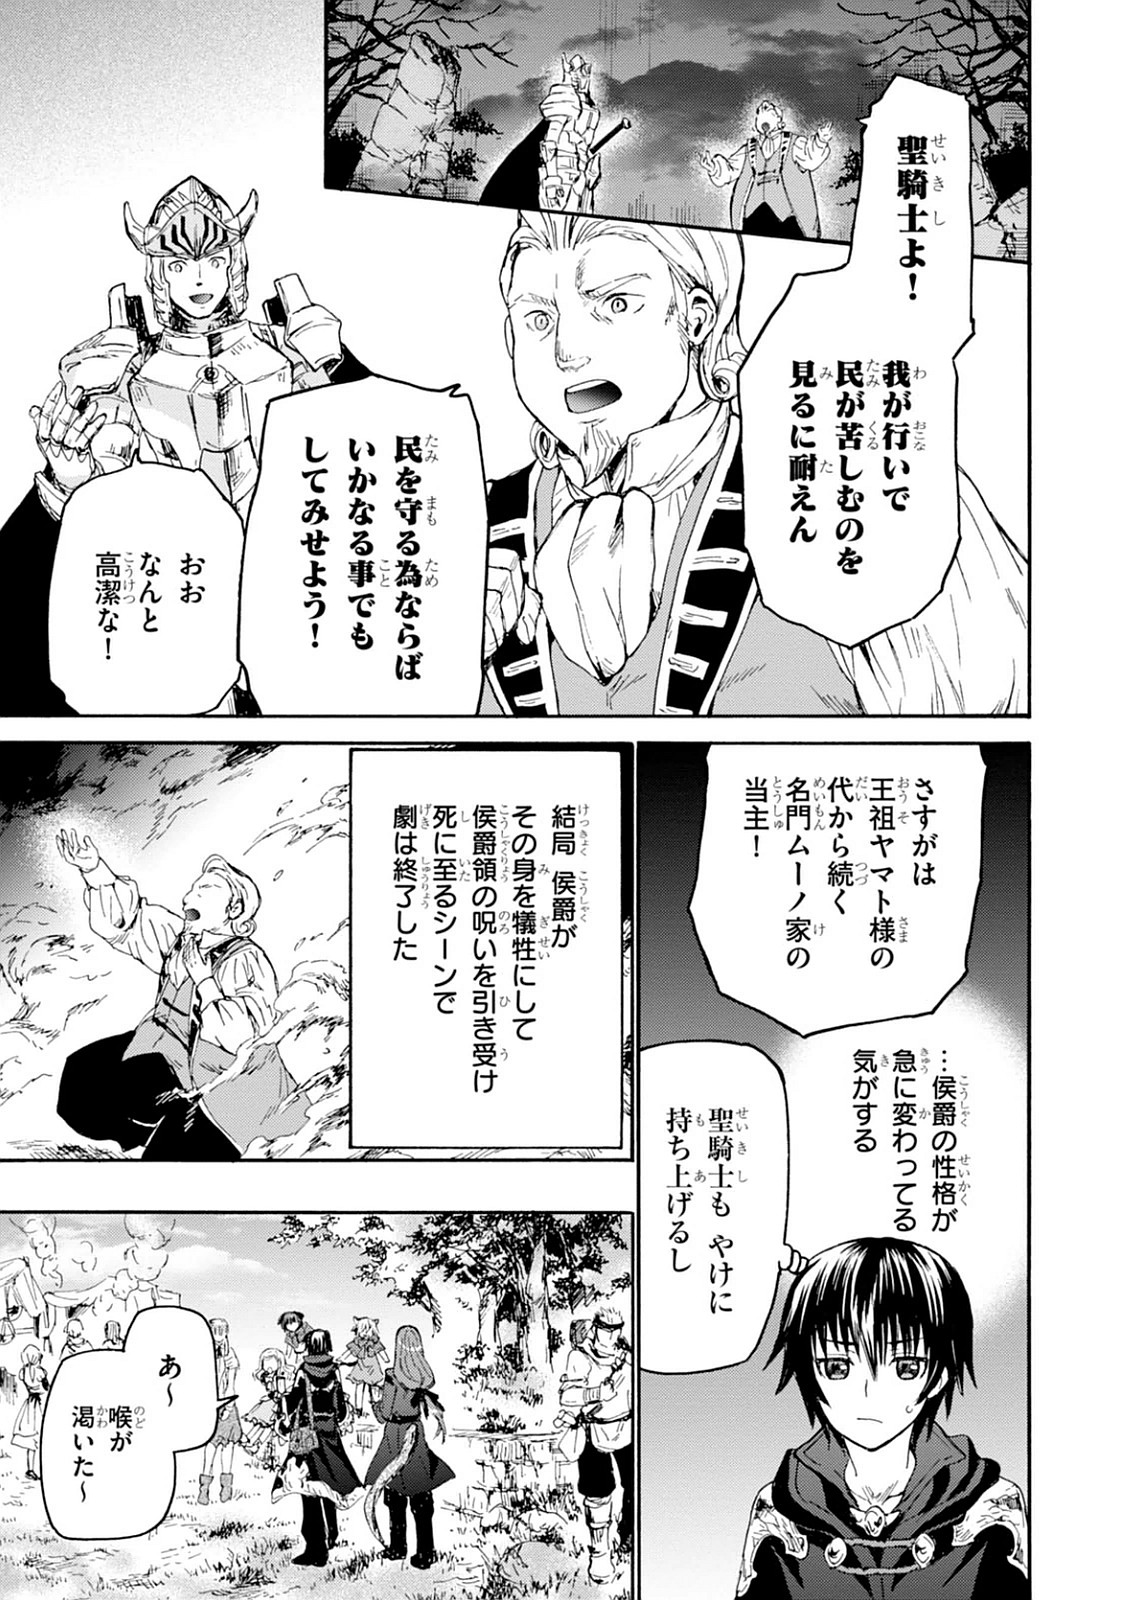 聖騎士よ！
我が行いで
民が苦しむのを
見るに耐えん
民を守る為ならば
いかなる事でも
してみせよう！
おお
なんと
高潔な！
さすがは
王祖ヤマト様の
代から続く
名門ムーノ家の
当主！
…侯爵の性格が
急に変わってる
気がする
聖騎士も やけに
持ち上げるし
結局 侯爵が
その身を犠牲にして
侯爵領の呪いを引き受け
死に至るシーンで
劇は終了した
あ～
喉が
渇いた～